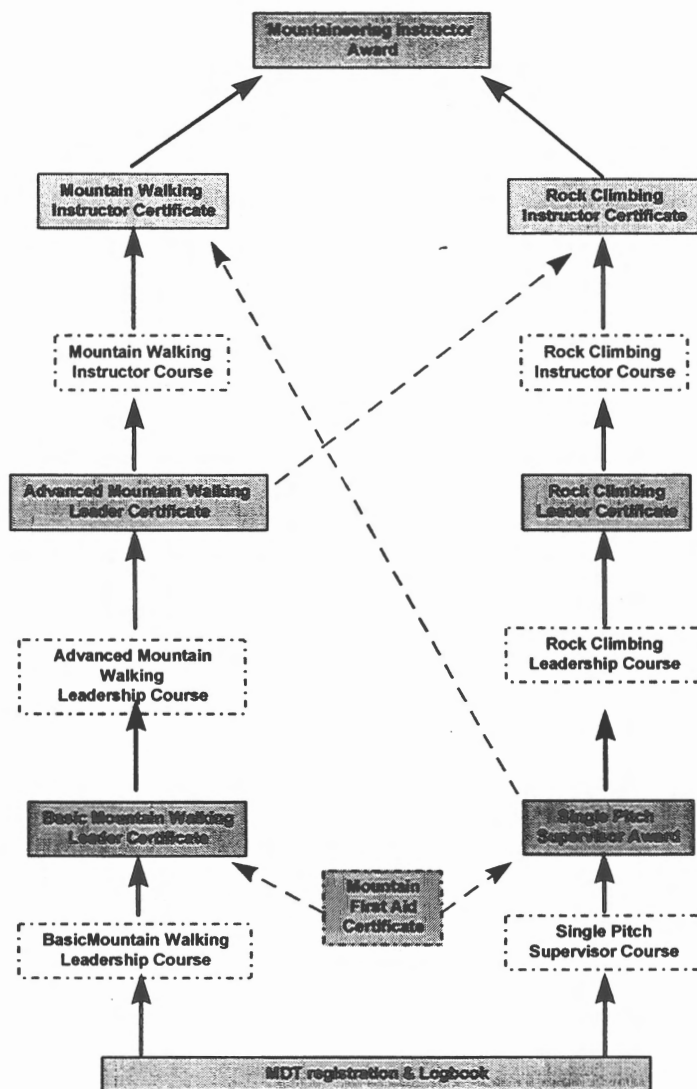 Mountaineering Instructor
Award
Mountain Walking
Instructor Certificate
Rock Climbing
Instructor Certificate
Mountain Walking
Instructor Course
Rock Climbing
Instructor Course
Advanced Mountain Walking
Leader Certificate
Rock Climbing
Leader Certificate
Advanced Mountain
Walking
Leadership Course
Rock Climbing
Leadership Course
Basic Mountain Walking
Leader Certificate
Single Pitch
Supervisor Award
Mountain
First Aid
Certificate
BasicMountain Walking
Leadership Course
Single Pitch
Supervisor Course
MDT registration & Logbook